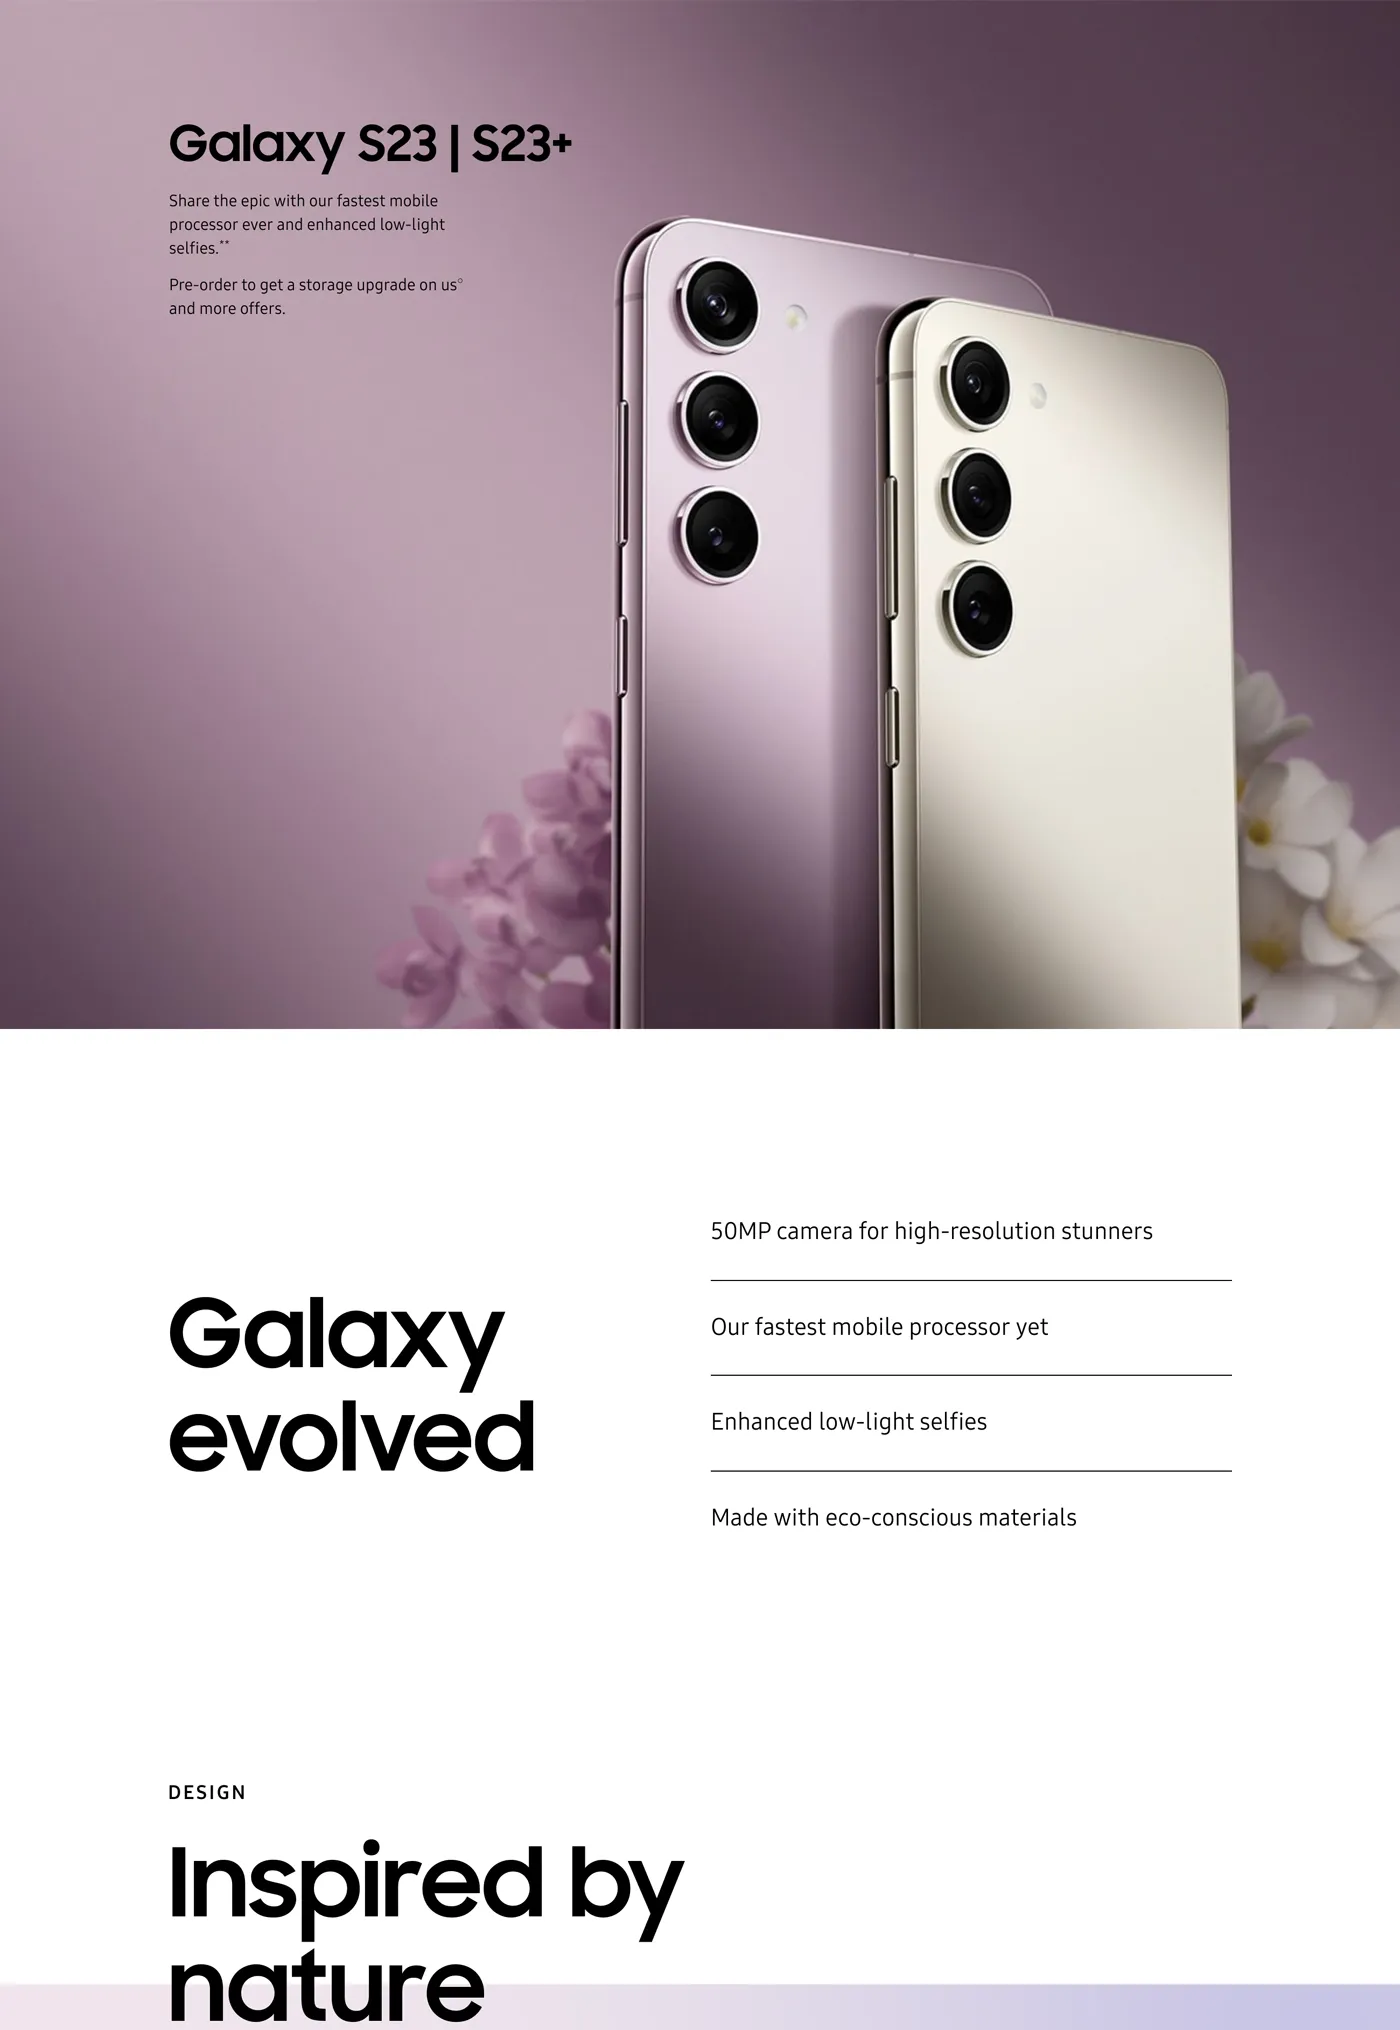 Galaxy S23 | S23+
Share the epic with our fastest mobile
processor ever and enhanced low-light
selfies.**
Pre-order to get a storage upgrade on us°
and more offers.
Galaxy
evolved
50MP camera for high-resolution stunners
Our fastest mobile processor yet
Enhanced low-light selfies
Made with eco-conscious materials
DESIGN
Inspired by
nature